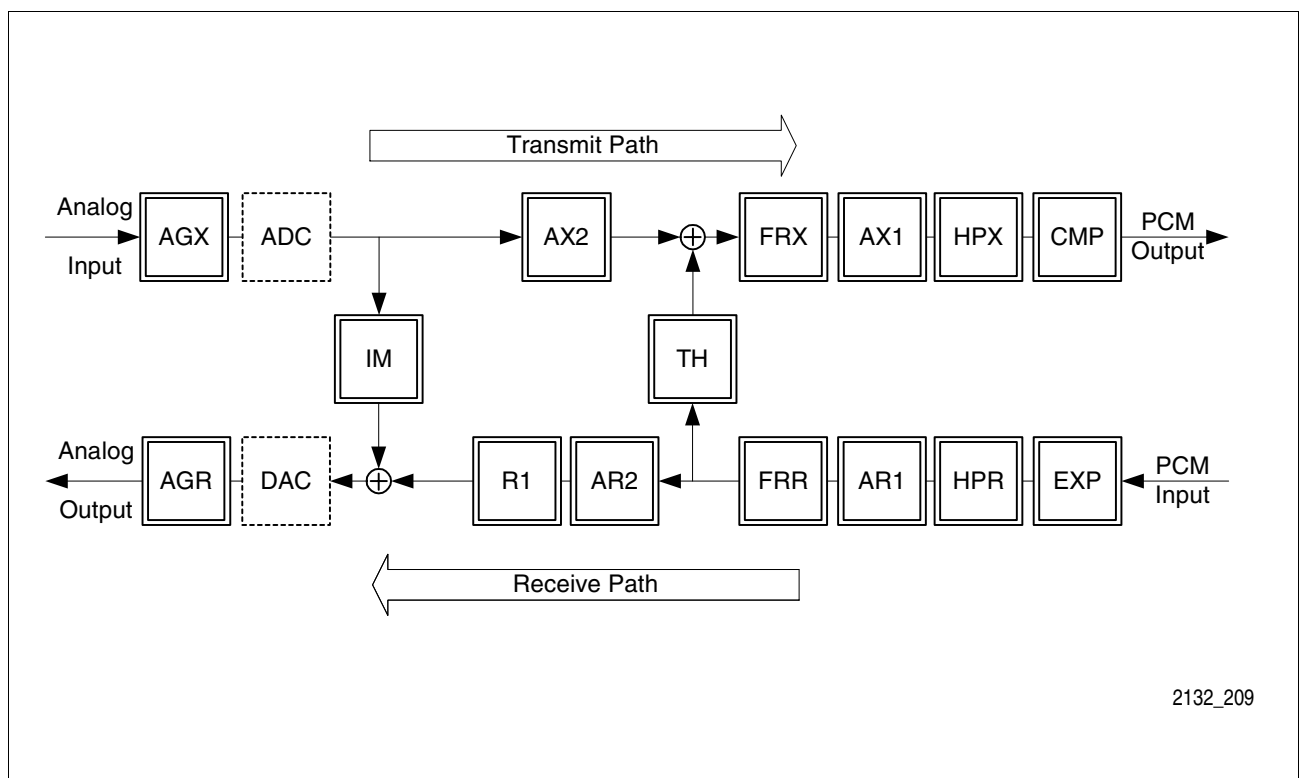 Transmit Path
Analog
Input
AGX
ADC
AX2
FRX
AX1
HPX
CMP
PCM
Output
IM
TH
Analog
Output
AGR
DAC
R1
AR2
FRR
AR1
HPR
EXP
PCM
Input
Receive Path
2132_209